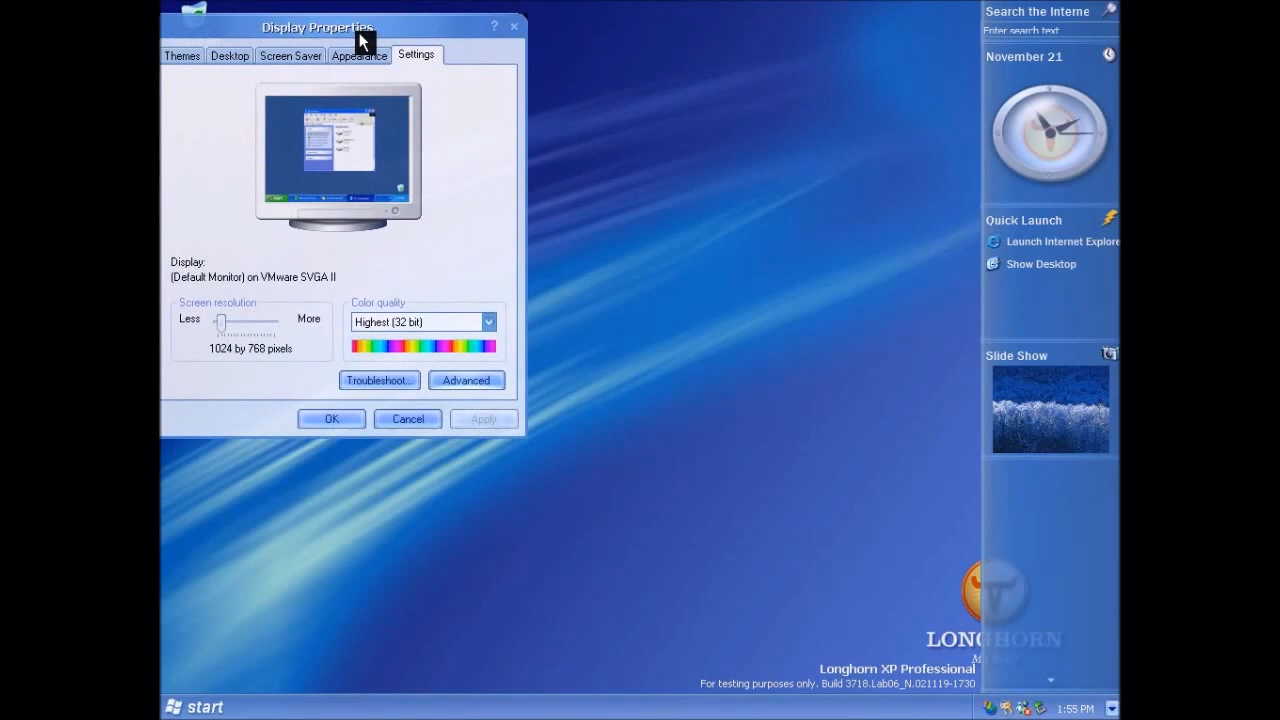 Display Properties
Themes
Desktop
Screen Saver
Appearance
Settings
Display:
(Default Monitor) on VMware SVGA II
Screen resolution
Less
More
1024 by 768 pixels
Color quality
Highest (32 bit)
Troubleshoot...
Advanced
OK
Cancel
Apply
Search the Interne
Enter search text
November 21
Quick Launch
Launch Internet Explore
Show Desktop
Slide Show
LONGHORN
Longhorn XP Professional
For testing purposes only. Build 3718.Lab06_N.021119-1730
start
1:55 PM